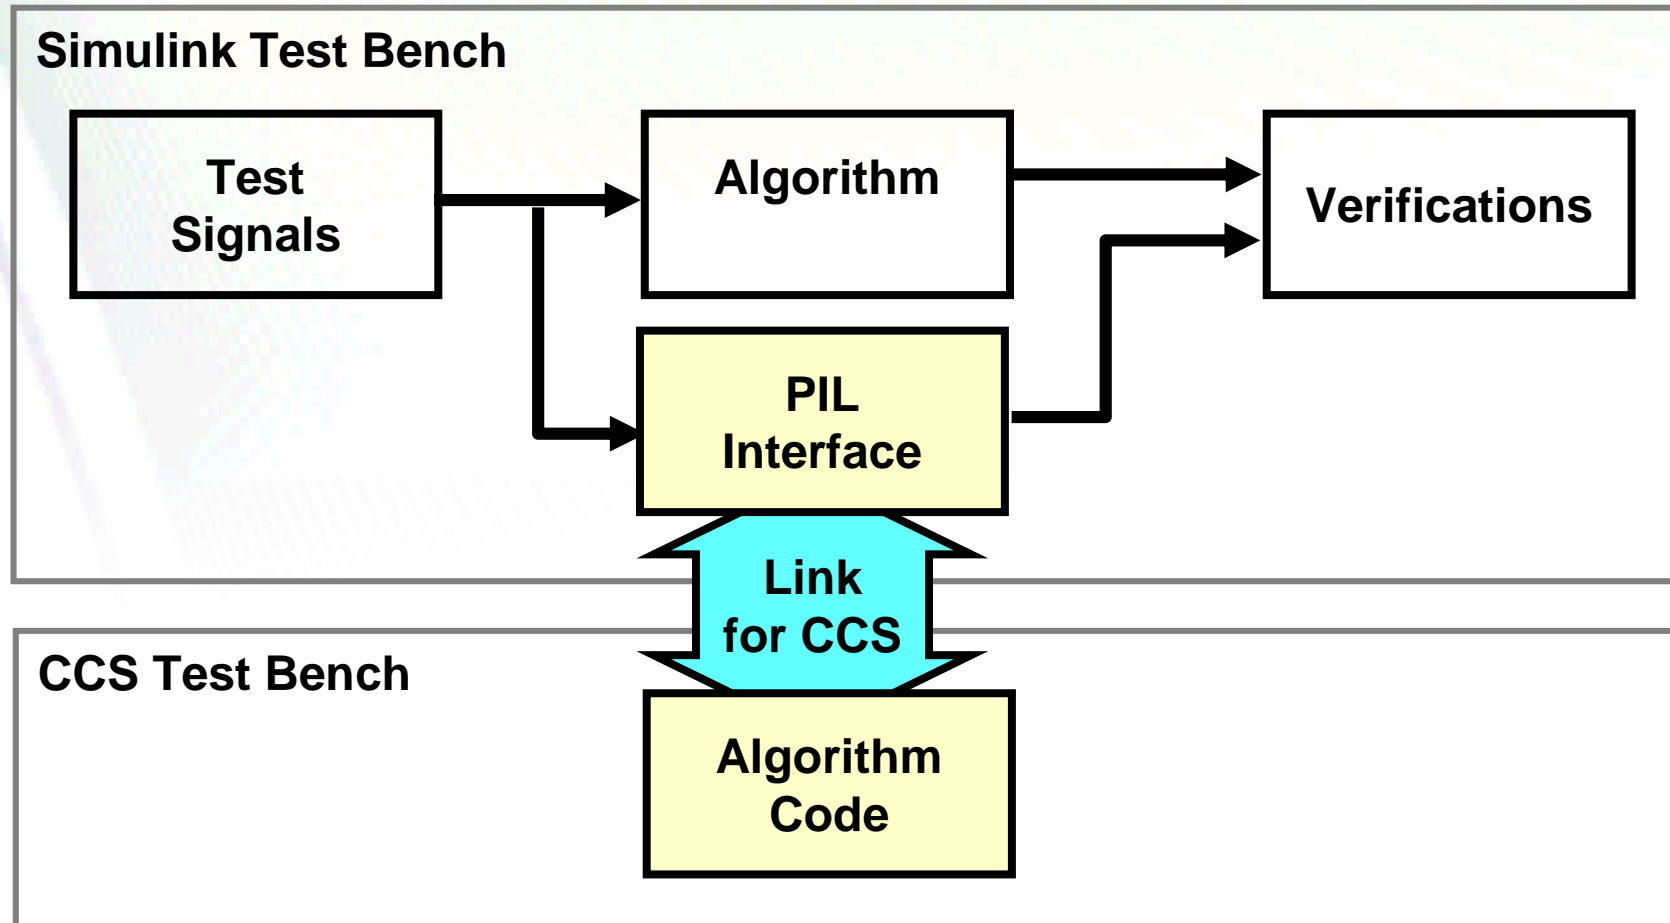 Simulink Test Bench
Test
Signals
Algorithm
Verifications
PIL
Interface
Link
for CCS
CCS Test Bench
Algorithm
Code